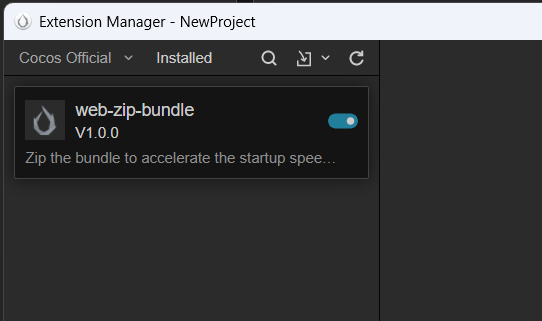 Extension Manager - NewProject
Cocos Official Installed
web-zip-bundle
V1.0.0
Zip the bundle to accelerate the startup spee…